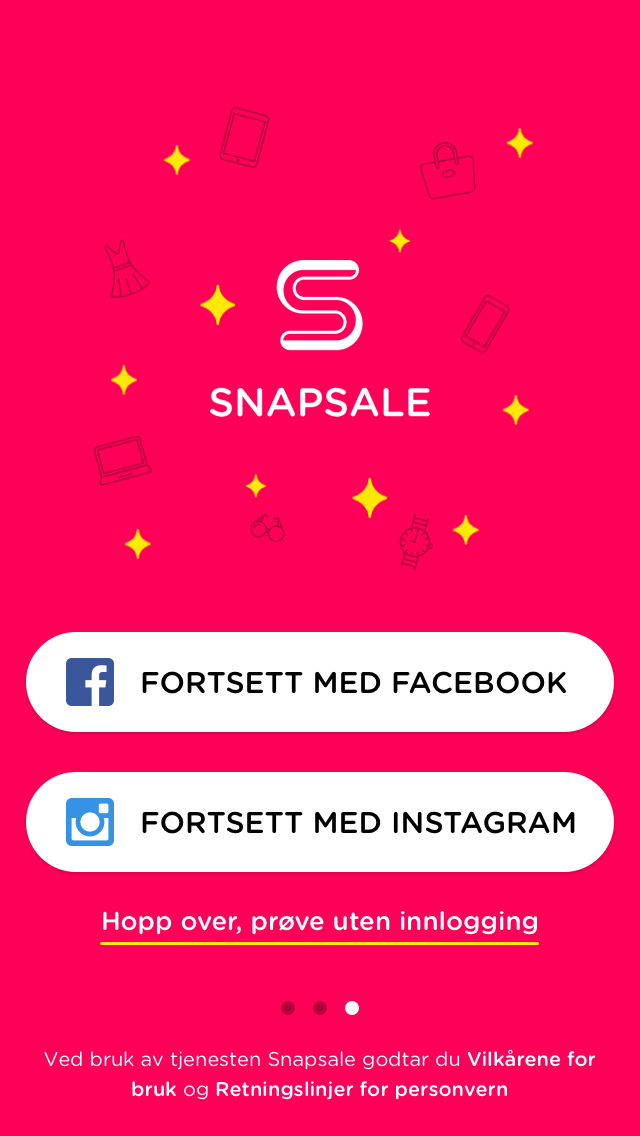 SNAPSALE
FORTSETT MED FACEBOOK
FORTSETT MED INSTAGRAM
Hopp over, prøve uten innlogging
Ved bruk av tjenesten Snapsale godtar du Vilkårene for
bruk og Retningslinjer for personvern